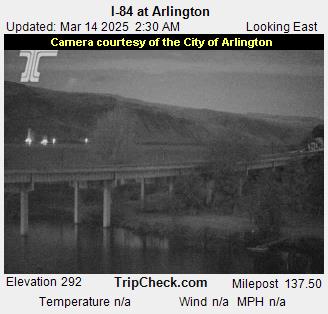 I-84 at Arlington
Updated: Mar 14 2025 2:30 AM Looking East
Camera courtesy of the City of Arlington
Elevation 292 TripCheck.com Milepost 137.50
Temperature n/a Wind n/a MPH n/a